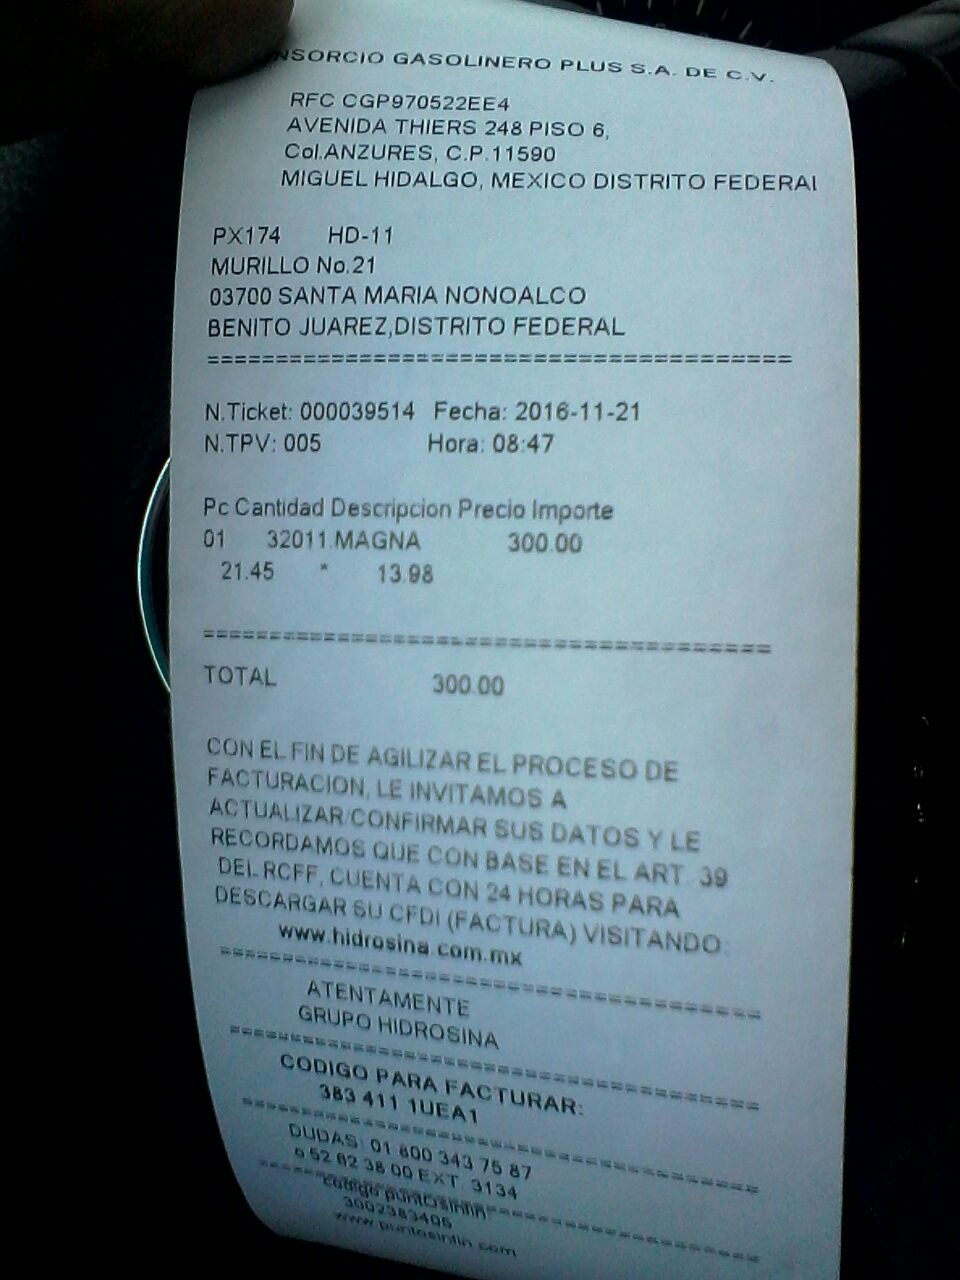 NSORCIO GASOLINERO PLUS S.A. DE C.V.
RFC CGP970522EE4
AVENIDA THIERS 248 PISO 6,
Col.ANZURES, C.P.11590
MIGUEL HIDALGO, MEXICO DISTRITO FEDERAl
PX174 HD-11
MURILLO No.21
03700 SANTA MARIA NONOALCO
BENITO JUAREZ,DISTRITO FEDERAL
==========================================
N.Ticket: 000039514 Fecha: 2016-11-21
N.TPV: 005 Hora: 08:47
Pc Cantidad Descripcion Precio Importe
01 32011.MAGNA 300.00
21.45 * 13.98
==========================================
TOTAL 300.00
CON EL FIN DE AGILIZAR EL PROCESO DE
FACTURACION, LE INVITAMOS A
ACTUALIZAR/CONFIRMAR SUS DATOS Y LE
RECORDAMOS QUE CON BASE EN EL ART. 39
DEL RCFF, CUENTA CON 24 HORAS PARA
DESCARGAR SU CFDI (FACTURA) VISITANDO:
www.hidrosina.com.mx
==========================================
ATENTAMENTE
GRUPO HIDROSINA
==========================================
CODIGO PARA FACTURAR:
383 411 1UEA1
==========================================
DUDAS: 01 800 343 75 87
o 52 62 38 00 EXT. 3134
==========================================
codigo puntosinfin:
3002383405
www.puntosinfin.com